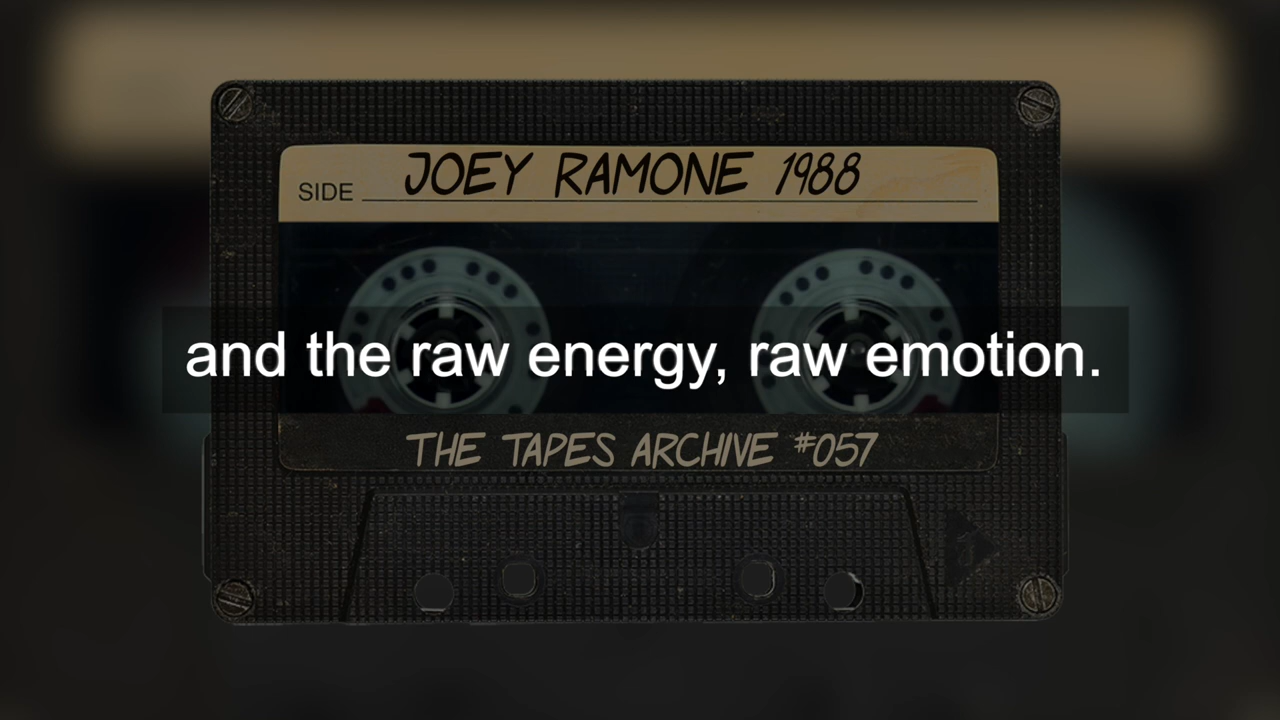 JOEY RAMONE 1988
SIDE
and the raw energy, raw emotion.
THE TAPES ARCHIVE #057